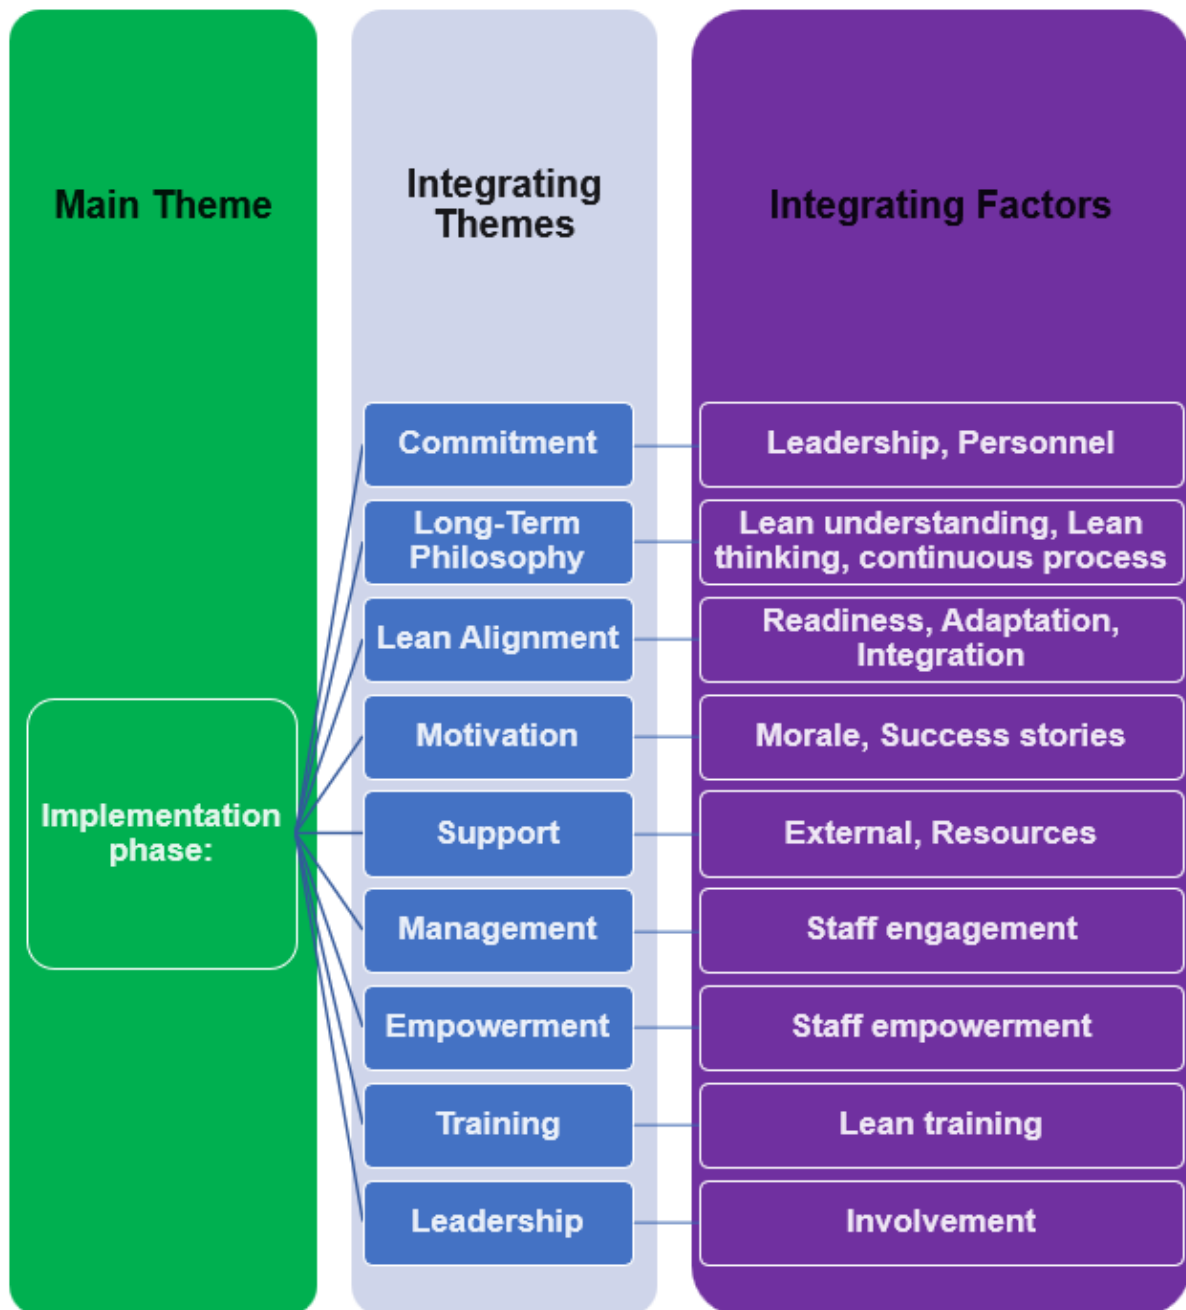 Main Theme
Integrating
Themes
Integrating Factors
Implementation
phase:
Commitment
Leadership, Personnel
Long-Term
Philosophy
Lean understanding, Lean
thinking, continuous process
Lean Alignment
Readiness, Adaptation,
Integration
Motivation
Morale, Success stories
Support
External, Resources
Management
Staff engagement
Empowerment
Staff empowerment
Training
Lean training
Leadership
Involvement